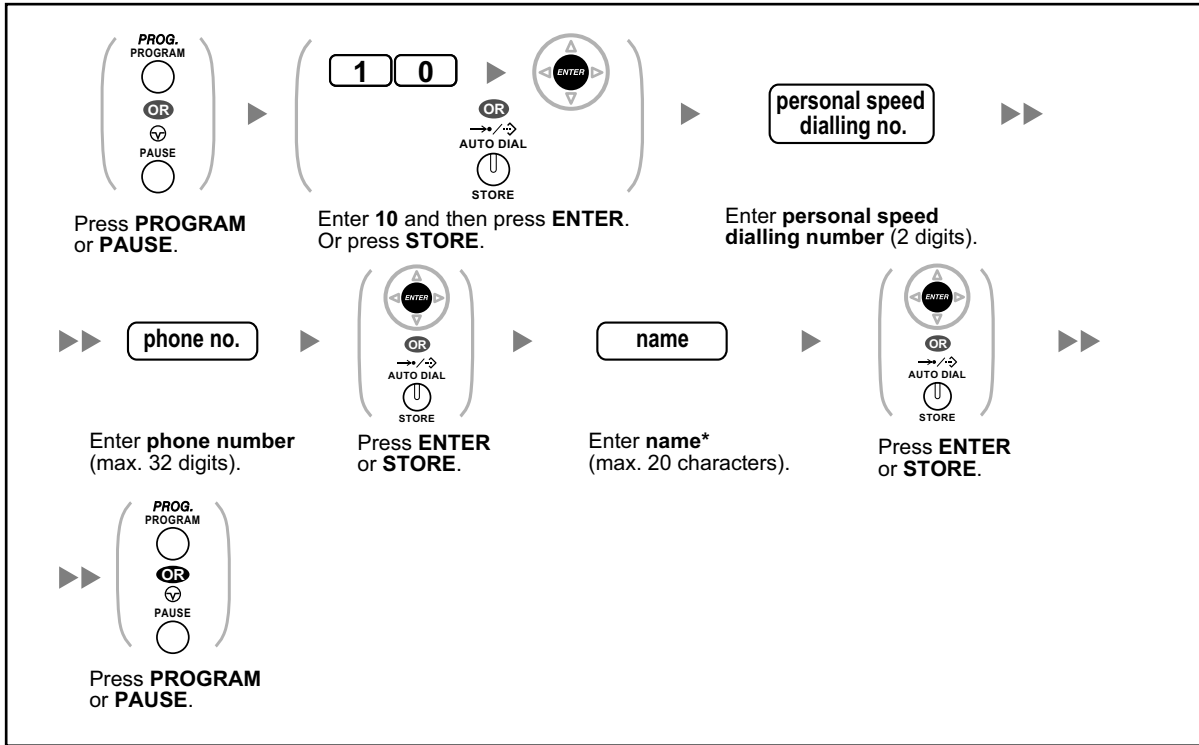 PROG.
PROGRAM
OR
PAUSE
Press PROGRAM
or PAUSE.
1 0
ENTER
OR
AUTO DIAL
STORE
Enter 10 and then press ENTER.
Or press STORE.
personal speed
dialling no.
Enter personal speed
dialling number (2 digits).
phone no.
Enter phone number
(max. 32 digits).
ENTER
OR
AUTO DIAL
STORE
Press ENTER
or STORE.
name
Enter name*
(max. 20 characters).
ENTER
OR
AUTO DIAL
STORE
Press ENTER
or STORE.
PROG.
PROGRAM
OR
PAUSE
Press PROGRAM
or PAUSE.